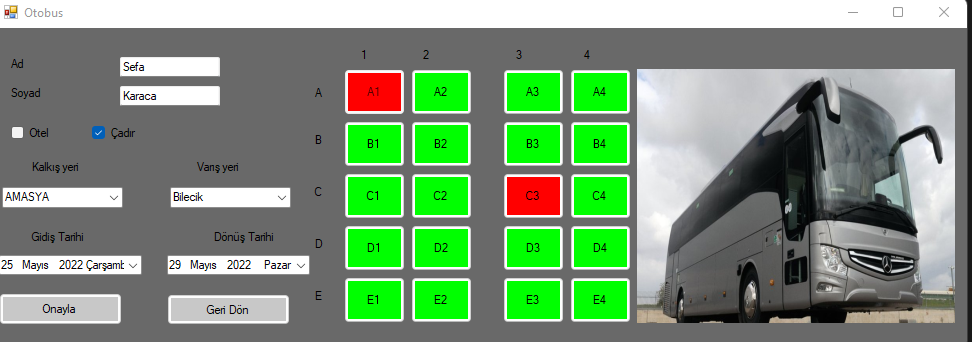 Otobus
Ad
Sefa
Soyad
Karaca
Otel
Çadır
Kalkış yeri
Varış yeri
AMASYA
Bilecik
Gidiş Tarihi
Dönüş Tarihi
25 Mayıs 2022 Çarşamb
29 Mayıs 2022 Pazar
Onayla
Geri Dön
1 2 3 4
A A1 A2 A3 A4
B B1 B2 B3 B4
C C1 C2 C3 C4
D D1 D2 D3 D4
E E1 E2 E3 E4